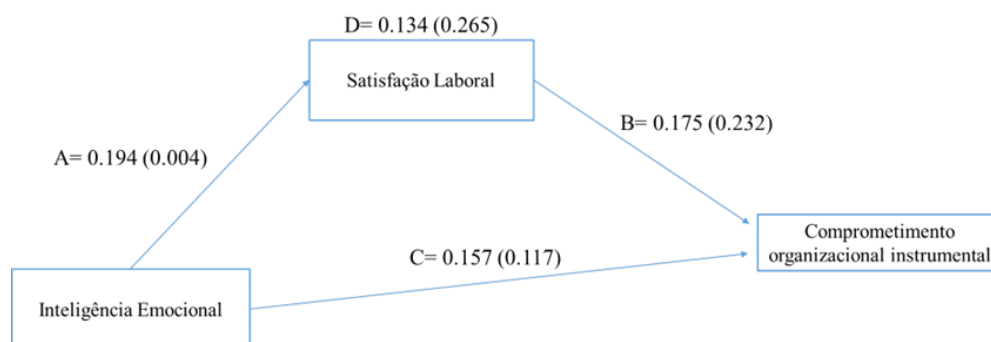 D= 0.134 (0.265)
Satisfação Laboral
B= 0.175 (0.232)
A= 0.194 (0.004)
Comprometimento
organizacional instrumental
C= 0.157 (0.117)
Inteligência Emocional